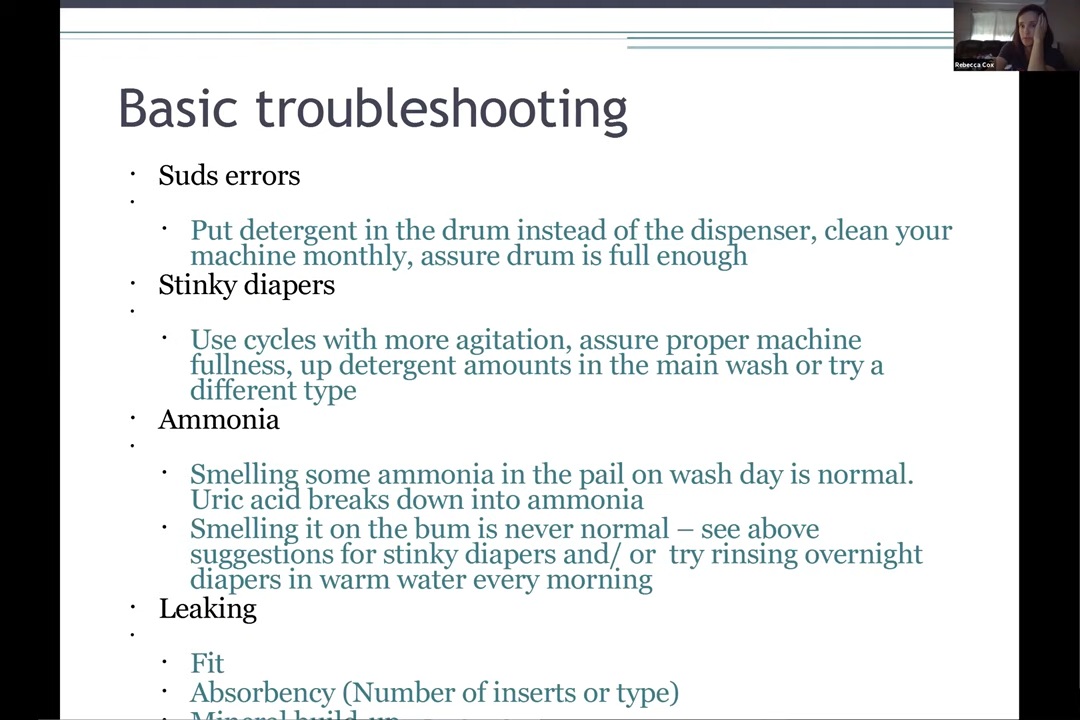 Rebecca Cox
Basic troubleshooting
· Suds errors
·
· Put detergent in the drum instead of the dispenser, clean your
machine monthly, assure drum is full enough
· Stinky diapers
·
· Use cycles with more agitation, assure proper machine
fullness, up detergent amounts in the main wash or try a
different type
· Ammonia
·
· Smelling some ammonia in the pail on wash day is normal.
Uric acid breaks down into ammonia
· Smelling it on the bum is never normal – see above
suggestions for stinky diapers and/ or  try rinsing overnight
diapers in warm water every morning
· Leaking
·
· Fit
· Absorbency (Number of inserts or type)
· Mineral build-up